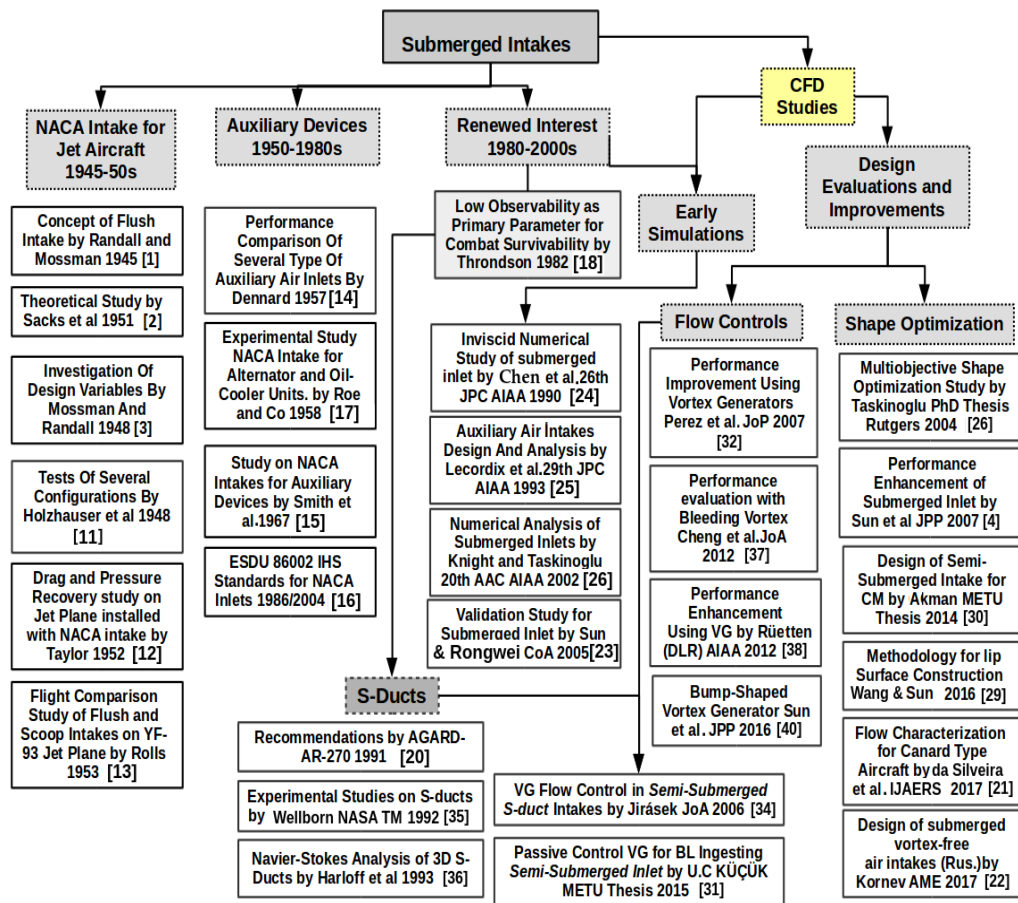 Submerged Intakes
CFD
Studies
NACA Intake for
Jet Aircraft
1945-50s
Auxiliary Devices
1950-1980s
Renewed Interest
1980-2000s
Design
Evaluations and
Improvements
Early
Simulations
Concept of Flush
Intake by Randall and
Mossman 1945 [1]
Theoretical Study by
Sacks et al 1951 [2]
Investigation
Of Design
Variables By
Mossman And
Randall 1948 [3]
Tests Of Several
Configurations By
Holzhauser et al 1948
[11]
Drag and Pressure
Recovery study on
Jet Plane installed
with NACA intake by
Taylor 1952 [12]
Flight Comparison
Study of Flush and
Scoop Intakes on YF-
93 Jet Plane by Rolls
1953 [13]
Performance
Comparison Of
Several Type Of
Auxiliary Air Inlets By
Dennard 1957 [14]
Experimental Study
NACA Intake for
Alternator and Oil-
Cooler Units. by Roe
and Co 1958 [17]
Study on NACA
Intakes for Auxiliary
Devices by Smith et
al.1967 [15]
ESDU 86002 IHS
Standards for NACA
Inlets 1986/2004 [16]
Low Observability as
Primary Parameter for
Combat Survivability by
Throndson 1982 [18]
Inviscid Numerical
Study of submerged
inlet by Chen et al.26th
JPC AIAA 1990 [24]
Auxiliary Air İntakes
Design And Analysis by
Lecordix et al.29th JPC
AIAA 1993 [25]
Numerical Analysis of
Submerged Inlets by
Knight and Taskinoglu
20th AAC AIAA 2002 [26]
Validation Study for
Submerged Inlet by Sun
& Rongwei CoA 2005[23]
S-Ducts
Recommendations by AGARD-
AR-270 1991 [20]
Experimental Studies on S-ducts
by Wellborn NASA TM 1992 [35]
Navier-Stokes Analysis of 3D S-
Ducts by Harloff et al 1993 [36]
Flow Controls
Performance
Improvement Using
Vortex Generators
Perez et al. JoP 2007
[32]
Performance
evaluation with
Bleeding Vortex
Cheng et al.JoA
2012 [37]
Performance
Enhancement
Using VG by Rüetten
(DLR) AIAA 2012 [38]
Bump-Shaped
Vortex Generator Sun
et al. JPP 2016 [40]
VG Flow Control in Semi-Submerged
S-duct Intakes by Jirásek JoA 2006 [34]
Passive Control VG for BL Ingesting
Semi-Submerged Inlet by U.C KÜÇÜK
METU Thesis 2015 [31]
Shape Optimization
Multiobjective Shape
Optimization Study by
Taskinoglu PhD Thesis
Rutgers 2004 [26]
Performance
Enhancement of
Submerged Inlet by
Sun et al JPP 2007 [4]
Design of Semi-
Submerged Intake for
CM by Akman METU
Thesis 2014 [30]
Methodology for lip
Surface Construction
Wang & Sun 2016 [29]
Flow Characterization
for Canard Type
Aircraft by da Silveira
et al. IJAERS 2017 [21]
Design of submerged
vortex-free
air intakes (Rus.)by
Kornev AME 2017 [22]